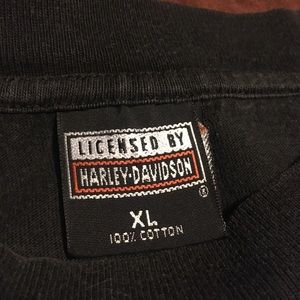 LICENSED BY
HARLEY-DAVIDSON
®
XL
100% COTTON